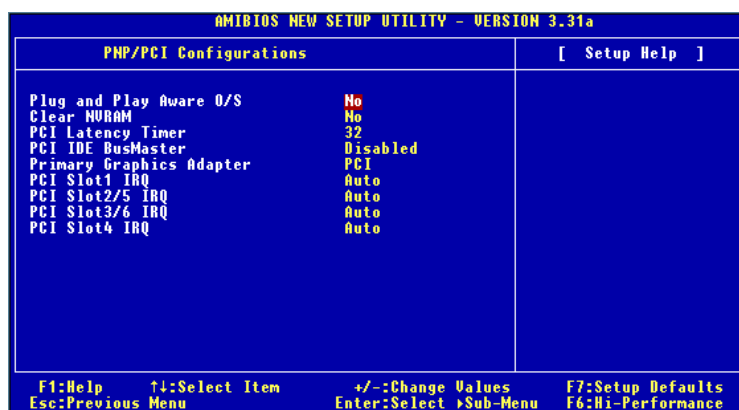 AMIBIOS NEW SETUP UTILITY - VERSION 3.31a
PNP/PCI Configurations
[ Setup Help ]
Plug and Play Aware O/S No
Clear NVRAM No
PCI Latency Timer 32
PCI IDE BusMaster Disabled
Primary Graphics Adapter PCI
PCI Slot1 IRQ Auto
PCI Slot2/5 IRQ Auto
PCI Slot3/6 IRQ Auto
PCI Slot4 IRQ Auto
F1:Help ↑↓:Select Item +/-:Change Values F7:Setup Defaults
Esc:Previous Menu Enter:Select ▸Sub-Menu F6:Hi-Performance